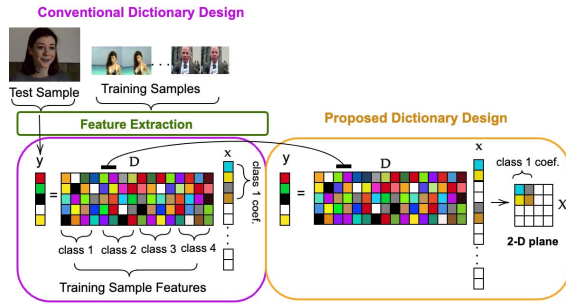 Conventional Dictionary Design
Test Sample
Training Samples
Feature Extraction
Proposed Dictionary Design
y
=
D
x
class 1 coef.
class 1
class 2
class 3
class 4
Training Sample Features
y
=
D
x
class 1 coef.
X
2-D plane